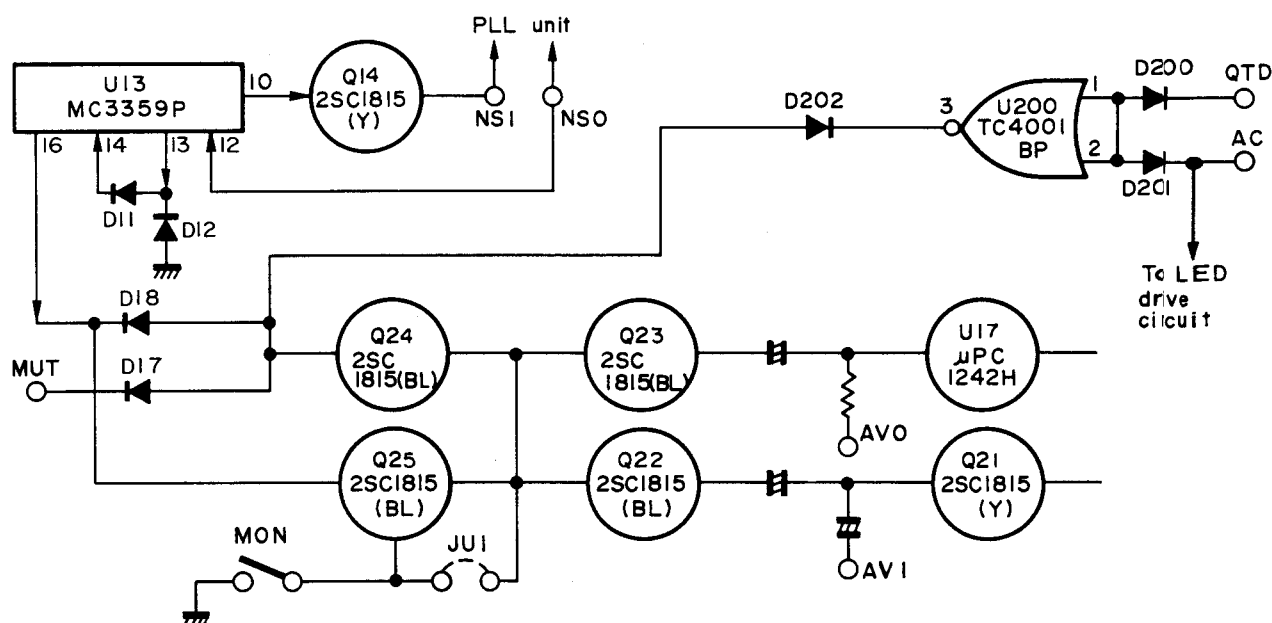 PLL unit
U13
MC3359P
10
Q14
2SC1815
(Y)
NS1
NSO
16
14
13
12
D11
D12
D202
3
U200
TC4001
BP
1
2
D200
QTD
AC
D201
To LED
drive
circuit
D18
D17
MUT
Q24
2SC
1815(BL)
Q23
2SC
1815(BL)
U17
μPC
1242H
AVO
Q25
2SC1815
(BL)
Q22
2SC1815
(BL)
Q21
2SC1815
(Y)
MON
JU1
AV1